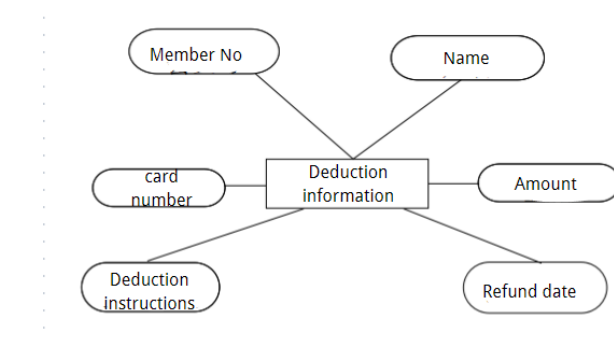 Member No
Name
card
number
Deduction
information
Amount
Deduction
instructions
Refund date